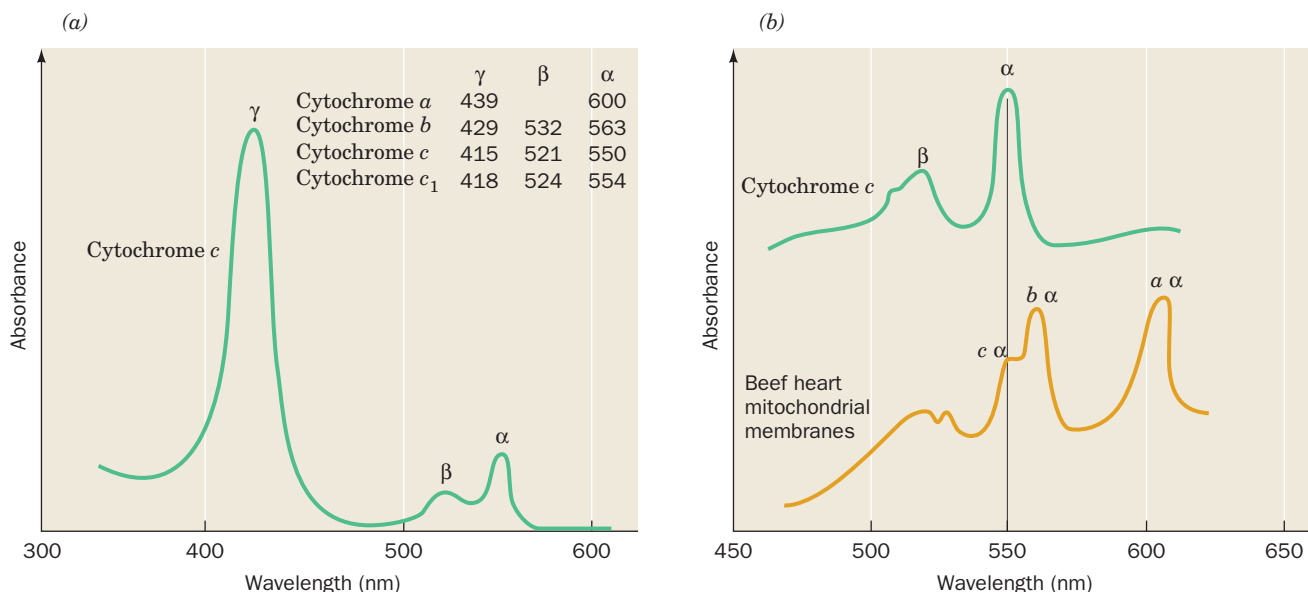 (a)
γ β α
Cytochrome a 439 600
Cytochrome b 429 532 563
Cytochrome c 415 521 550
Cytochrome c₁ 418 524 554
γ
Cytochrome c
β
α
Absorbance
300 400 500 600
Wavelength (nm)
(b)
α
β
Cytochrome c
a α
b α
c α
Beef heart
mitochondrial
membranes
Absorbance
450 500 550 600 650
Wavelength (nm)